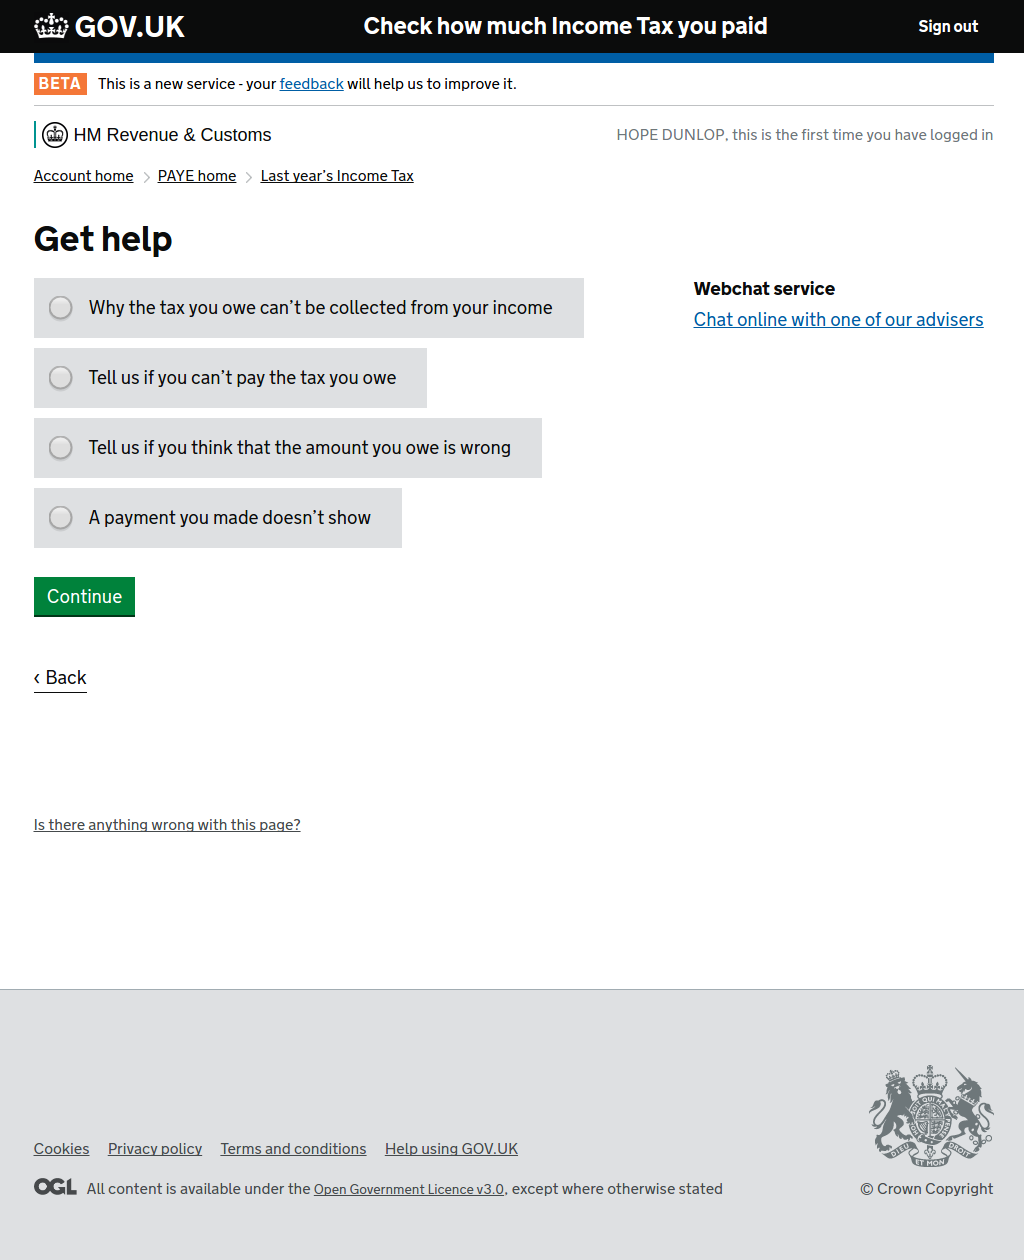 GOV.UK
Check how much Income Tax you paid
Sign out
BETA This is a new service - your feedback will help us to improve it.
HM Revenue & Customs
HOPE DUNLOP, this is the first time you have logged in
Account home
PAYE home
Last year's Income Tax
Get help
Why the tax you owe can't be collected from your income
Tell us if you can't pay the tax you owe
Tell us if you think that the amount you owe is wrong
A payment you made doesn't show
Webchat service
Chat online with one of our advisers
Continue
‹ Back
Is there anything wrong with this page?
Cookies Privacy policy Terms and conditions Help using GOV.UK
OGL All content is available under the Open Government Licence v3.0, except where otherwise stated
DIEU ET MON DROIT
© Crown Copyright